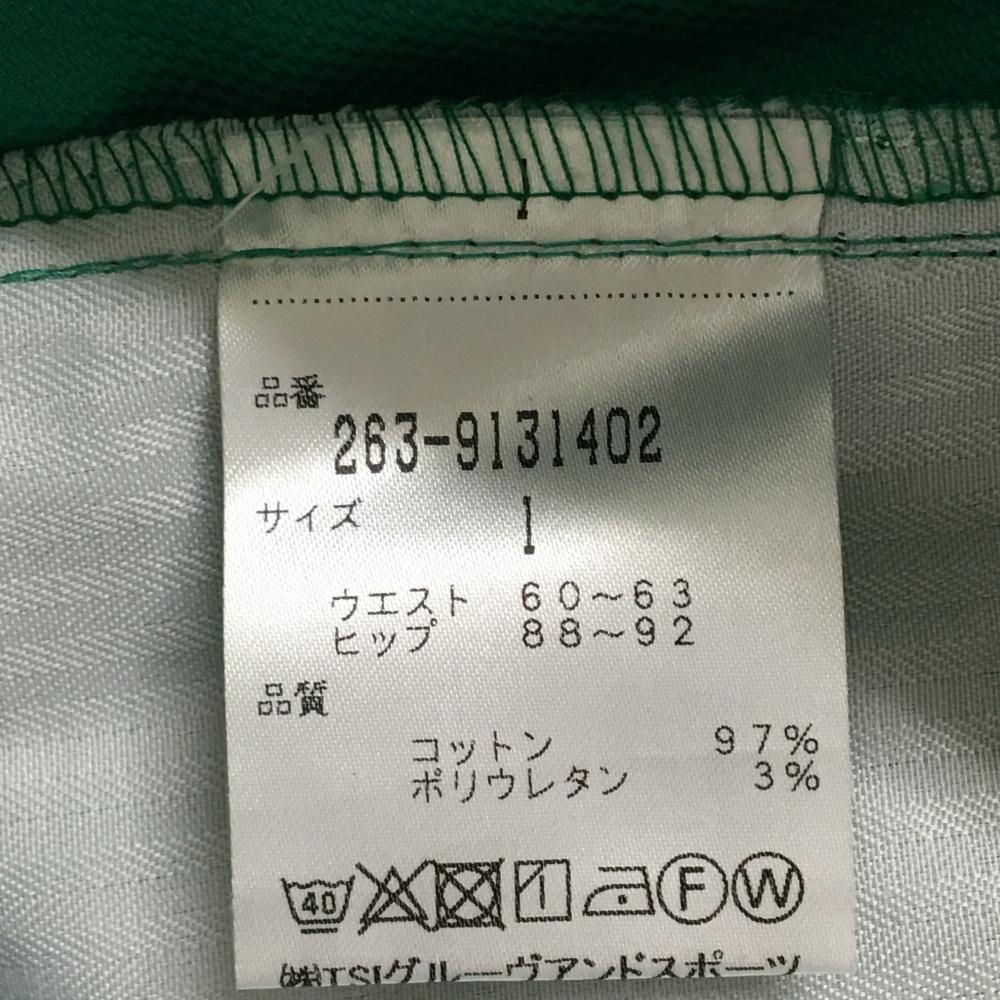 品番
263-9131402
サイズ 1
ウエスト 60~63
ヒップ 88~92
品質
コットン 97%
ポリウレタン 3%
40 F W
㈱TSIグルーヴアンドスポーツ